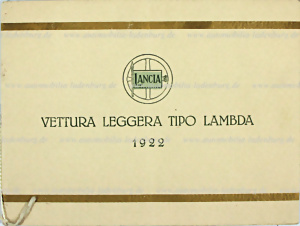 LANCIA
VETTURA LEGGERA TIPO LAMBDA
1922